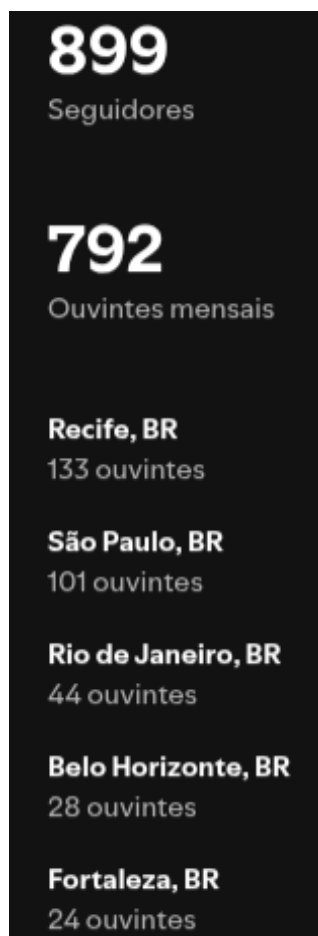 899
Seguidores
792
Ouvintes mensais
Recife, BR
133 ouvintes
São Paulo, BR
101 ouvintes
Rio de Janeiro, BR
44 ouvintes
Belo Horizonte, BR
28 ouvintes
Fortaleza, BR
24 ouvintes